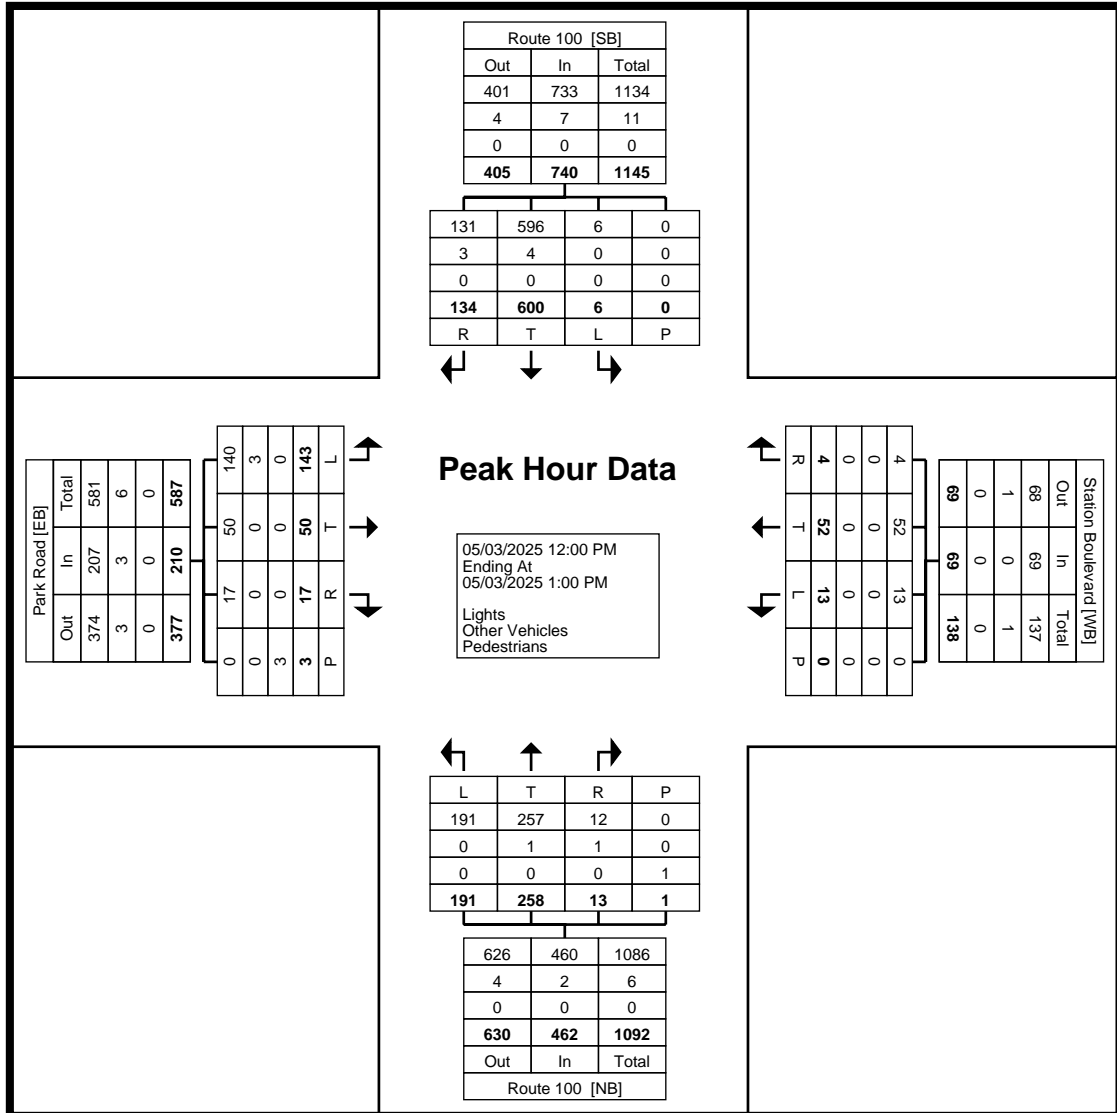 Route 100 [SB]
Out In Total
401 733 1134
4 7 11
0 0 0
405 740 1145
131 596 6 0
3 4 0 0
0 0 0 0
134 600 6 0
R T L P
Park Road [EB]
Total In Out
581 207 374
6 3 3
0 0 0
587 210 377
140 50 17 0
3 0 0 0
0 0 0 3
143 50 17 3
L T R P
Peak Hour Data
05/03/2025 12:00 PM
Ending At
05/03/2025 1:00 PM
Lights
Other Vehicles
Pedestrians
Station Boulevard [WB]
Out In Total
68 69 137
1 0 1
0 0 0
69 69 138
4 52 13 0
0 0 0 0
0 0 0 0
4 52 13 0
R T L P
L T R P
191 257 12 0
0 1 1 0
0 0 0 1
191 258 13 1
626 460 1086
4 2 6
0 0 0
630 462 1092
Out In Total
Route 100 [NB]